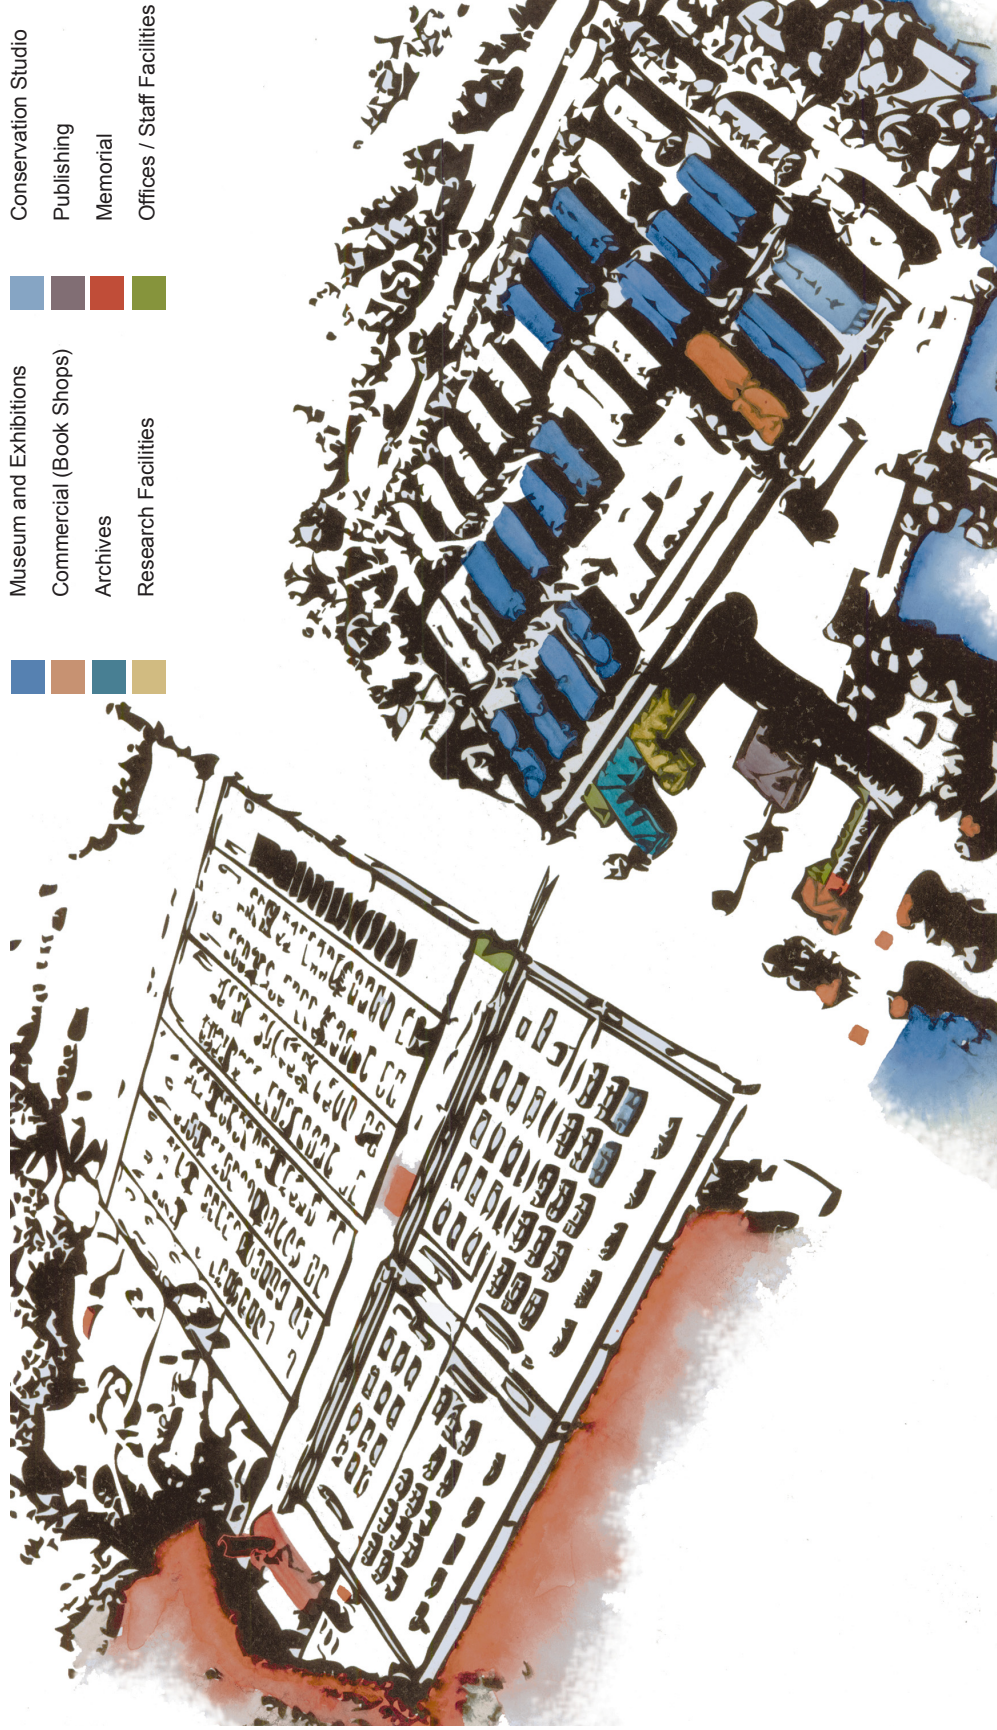 Museum and Exhibitions
Commercial (Book Shops)
Archives
Research Facilities
Conservation Studio
Publishing
Memorial
Offices / Staff Facilities